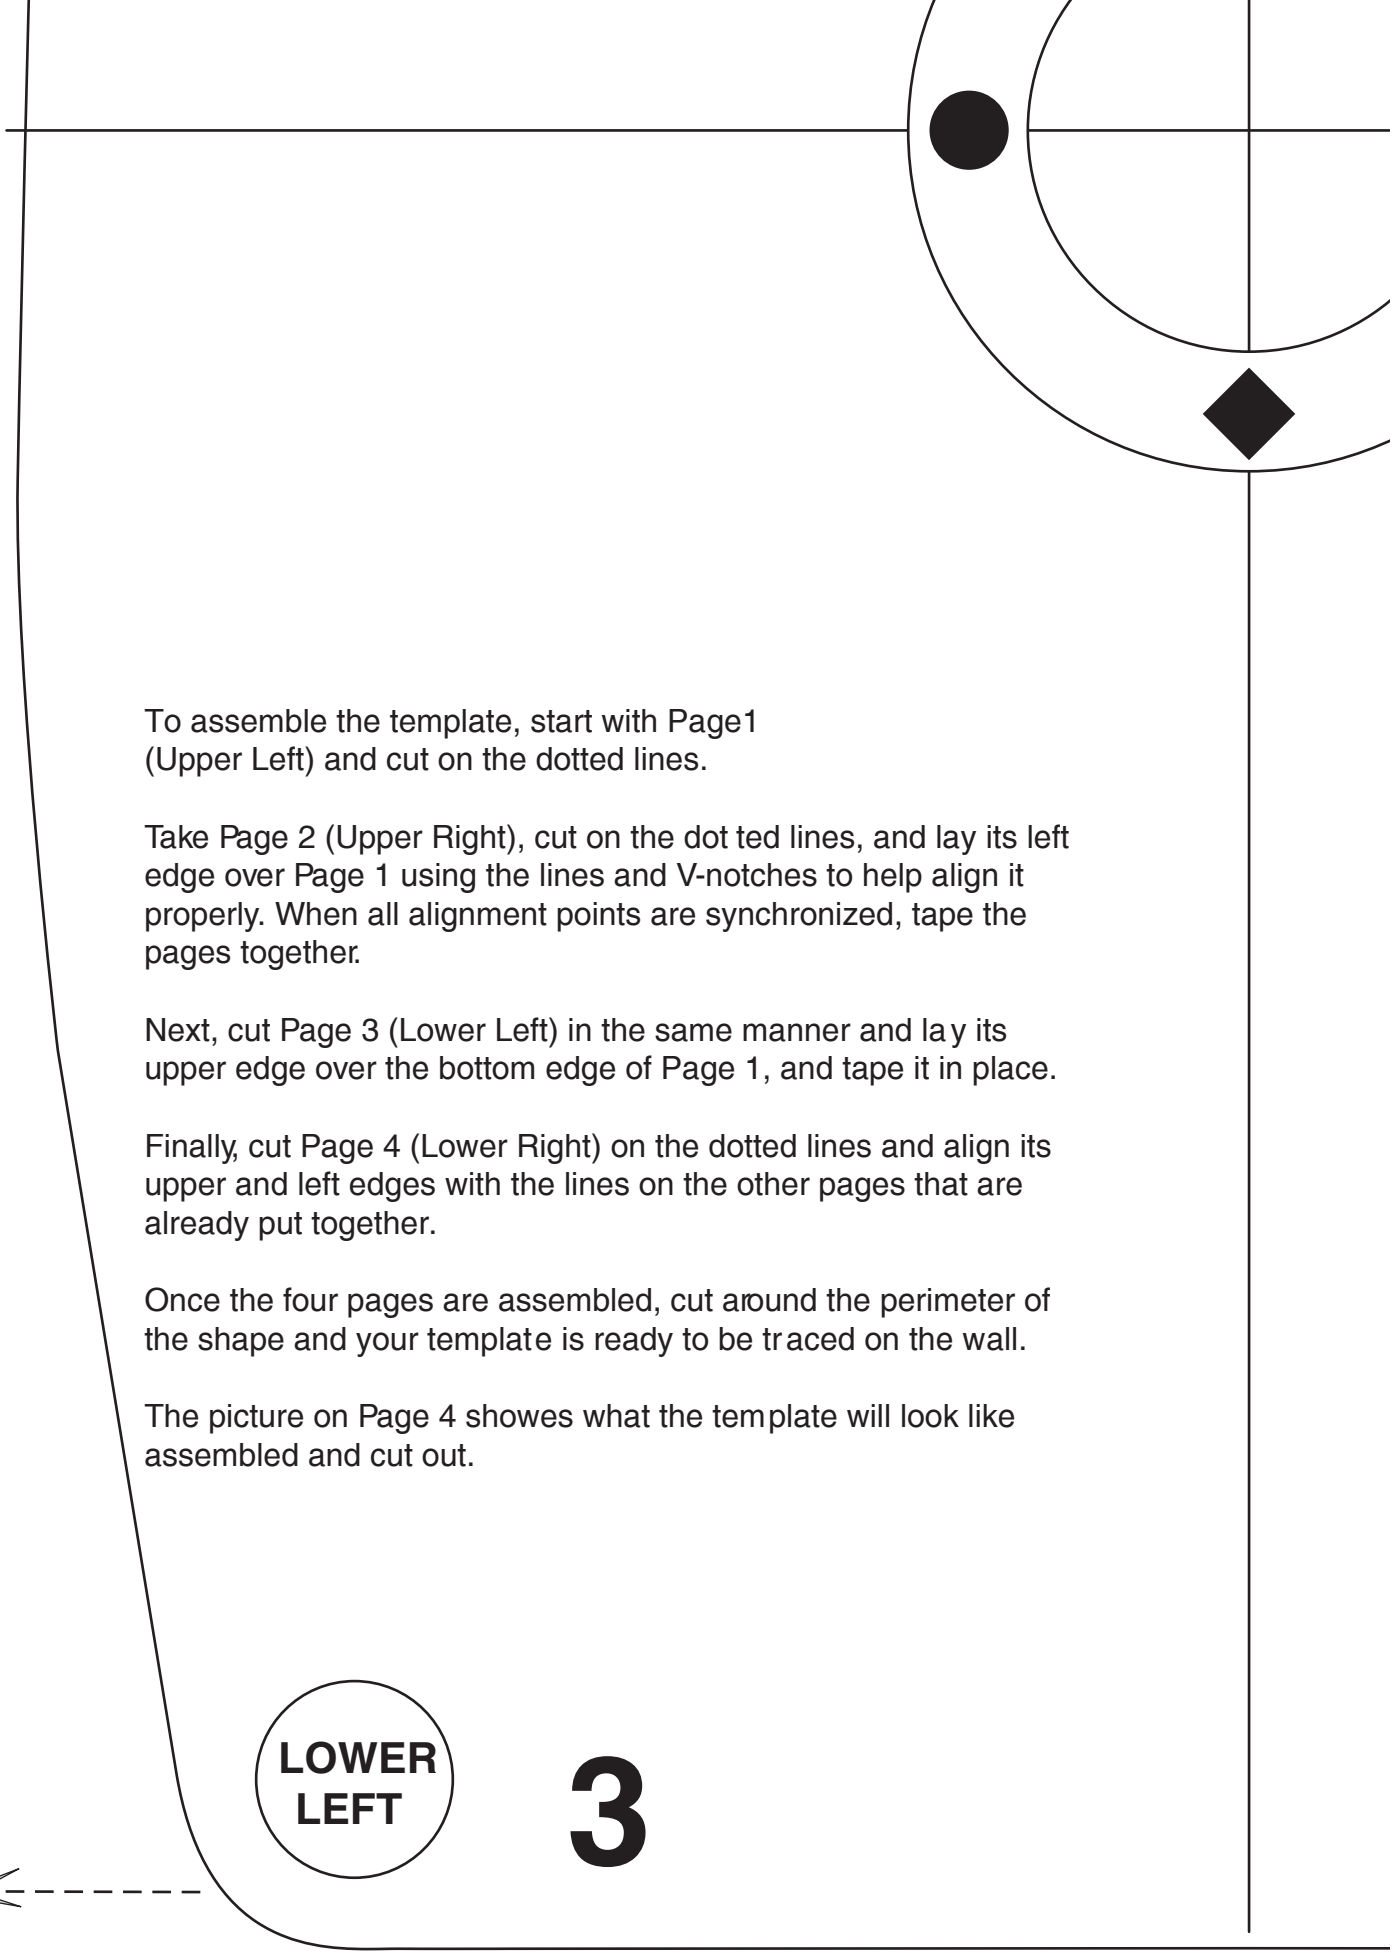 To assemble the template, start with Page1
(Upper Left) and cut on the dotted lines.
Take Page 2 (Upper Right), cut on the dot ted lines, and lay its left
edge over Page 1 using the lines and V-notches to help align it
properly. When all alignment points are synchronized, tape the
pages together.
Next, cut Page 3 (Lower Left) in the same manner and lay its
upper edge over the bottom edge of Page 1, and tape it in place.
Finally, cut Page 4 (Lower Right) on the dotted lines and align its
upper and left edges with the lines on the other pages that are
already put together.
Once the four pages are assembled, cut around the perimeter of
the shape and your template is ready to be traced on the wall.
The picture on Page 4 showes what the template will look like
assembled and cut out.
LOWER
LEFT
3